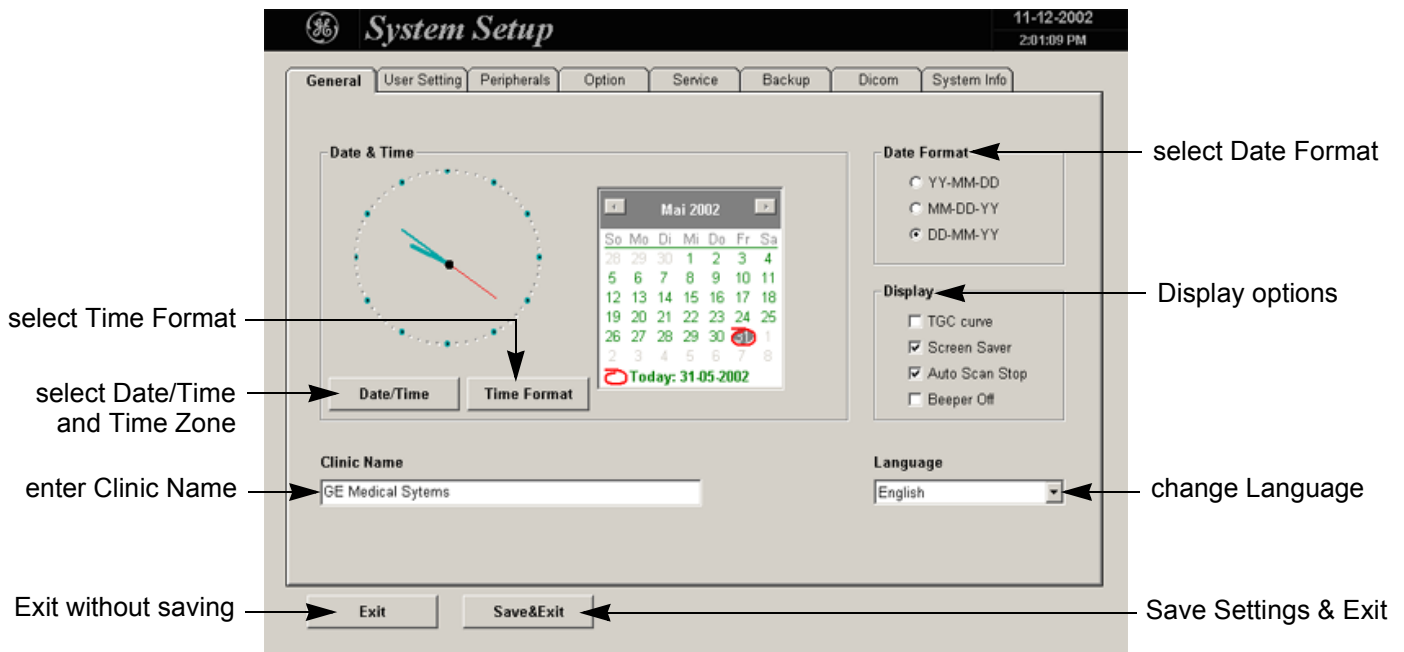 System Setup
11-12-2002
2:01:09 PM
General User Setting Peripherals Option Service Backup Dicom System Info
Date & Time
Mai 2002
So Mo Di Mi Do Fr Sa
28 29 30 1 2 3 4
5 6 7 8 9 10 11
12 13 14 15 16 17 18
19 20 21 22 23 24 25
26 27 28 29 30 31 1
2 3 4 5 6 7 8
Today: 31-05-2002
Date/Time Time Format
select Time Format
select Date/Time
and Time Zone
Date Format
YY-MM-DD
MM-DD-YY
DD-MM-YY
select Date Format
Display
TGC curve
Screen Saver
Auto Scan Stop
Beeper Off
Display options
Clinic Name
GE Medical Sytems
enter Clinic Name
Language
English
change Language
Exit without saving
Exit
Save&Exit
Save Settings & Exit